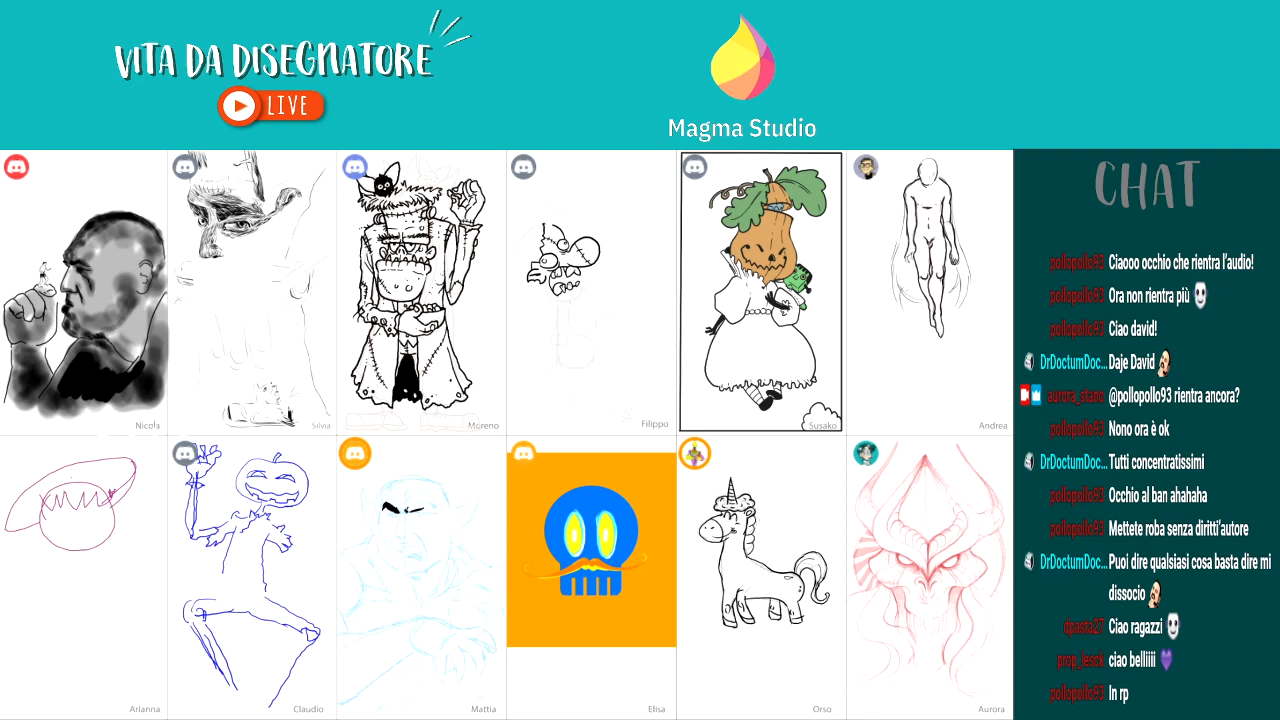 VITA DA DISEGNATORE
LIVE
Magma Studio
Nicola
Silvia
Moreno
Filippo
Susako
Andrea
Arianna
Claudio
Mattia
Elisa
Orso
Aurora
CHAT
pollopollo93 Ciaooo occhio che rientra l'audio!
pollopollo93 Ora non rientra più
pollopollo93 Ciao david!
DrDoctumDoc... Daje David
aurora_stano @pollopollo93 rientra ancora?
pollopollo93 Nono ora è ok
DrDoctumDoc... Tutti concentratissimi
pollopollo93 Occhio al ban ahahaha
pollopollo93 Mettete roba senza diritti'autore
DrDoctumDoc... Puoi dire qualsiasi cosa basta dire mi
dissocio
dpasta27 Ciao ragazzi
prop_lesck ciao belliiii
pollopollo93 In rp